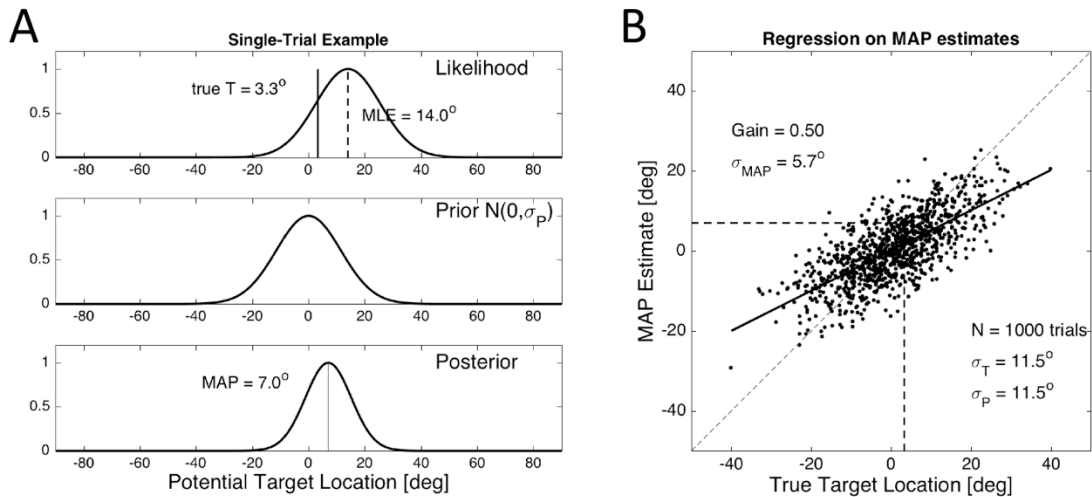 A
Single-Trial Example
Likelihood
true T = 3.3°
MLE = 14.0°
1
0.5
0
-80 -60 -40 -20 0 20 40 60 80
Prior N(0,σP)
1
0.5
0
-80 -60 -40 -20 0 20 40 60 80
Posterior
MAP = 7.0°
1
0.5
0
-80 -60 -40 -20 0 20 40 60 80
Potential Target Location [deg]
B
Regression on MAP estimates
Gain = 0.50
σMAP = 5.7°
MAP Estimate [deg]
40
20
0
-20
-40
N = 1000 trials
σT = 11.5°
σP = 11.5°
-40 -20 0 20 40
True Target Location [deg]